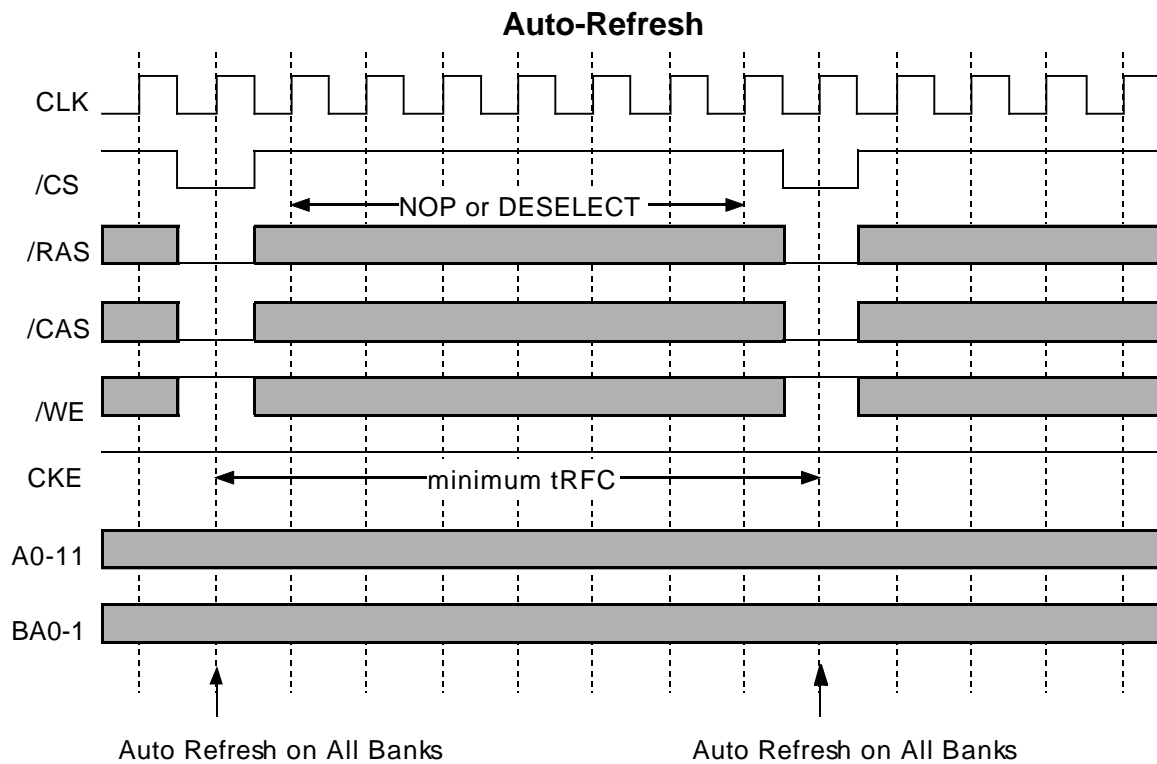 Auto-Refresh
CLK
/CS
NOP or DESELECT
/RAS
/CAS
/WE
CKE
minimum tRFC
A0-11
BA0-1
Auto Refresh on All Banks
Auto Refresh on All Banks